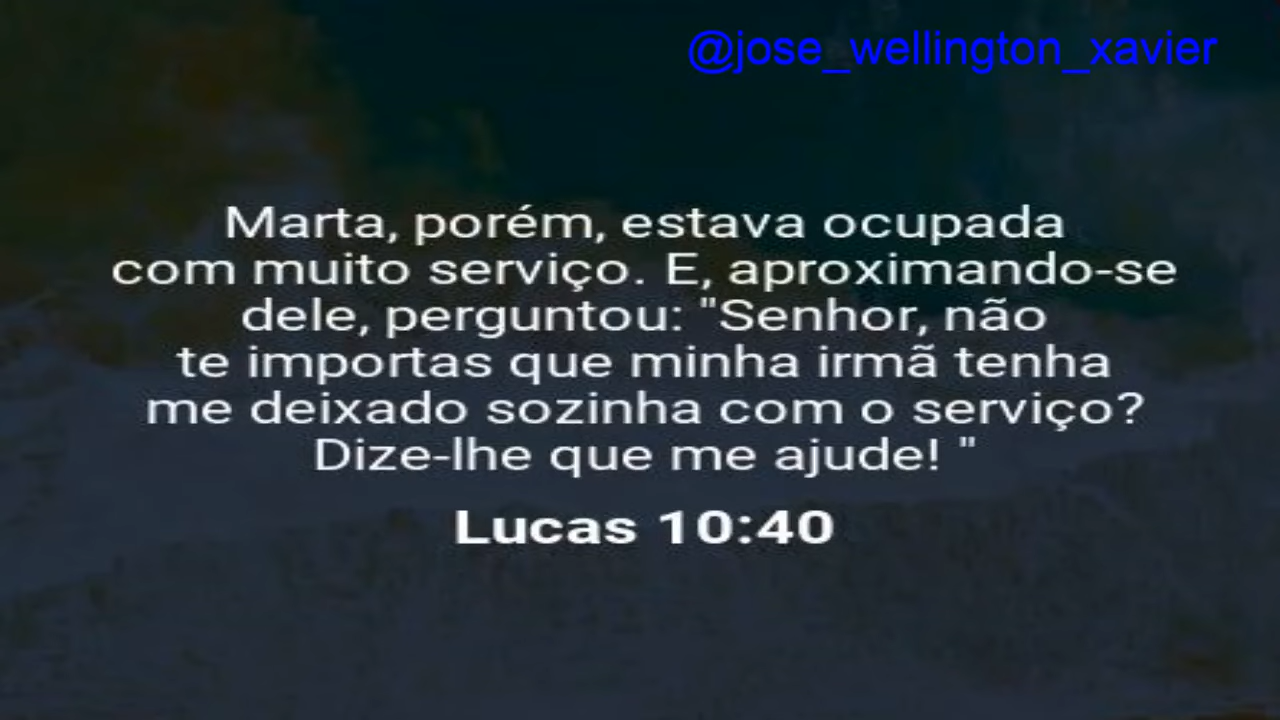 @jose_wellington_xavier
Marta, porém, estava ocupada
com muito serviço. E, aproximando-se
dele, perguntou: "Senhor, não
te importas que minha irmã tenha
me deixado sozinha com o serviço?
Dize-lhe que me ajude! "
Lucas 10:40